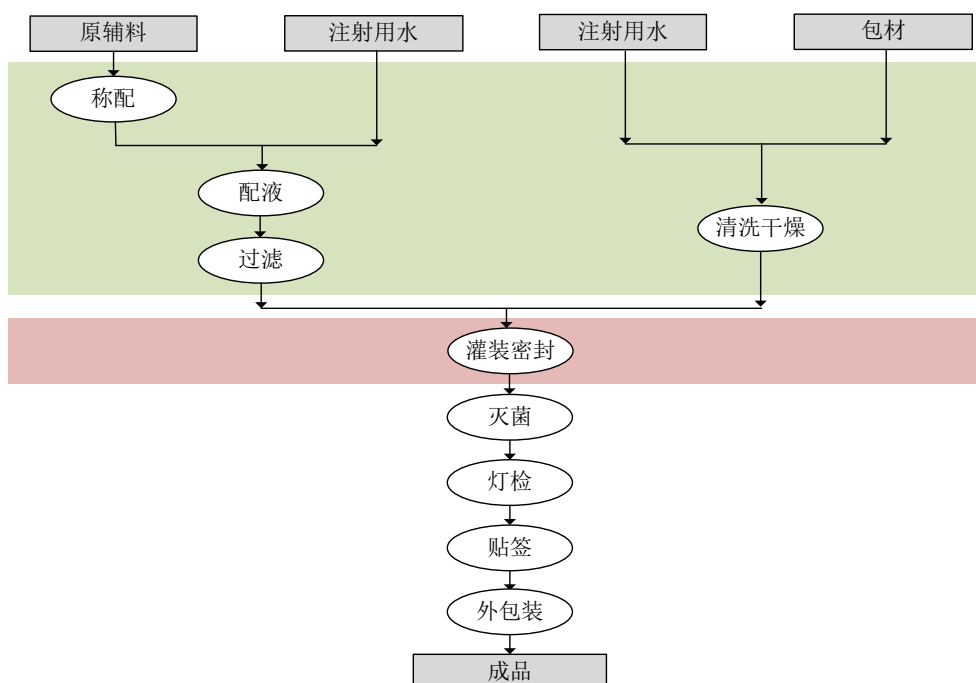 原辅料
注射用水
注射用水
包材
称配
配液
清洗干燥
过滤
灌装密封
灭菌
灯检
贴签
外包装
成品